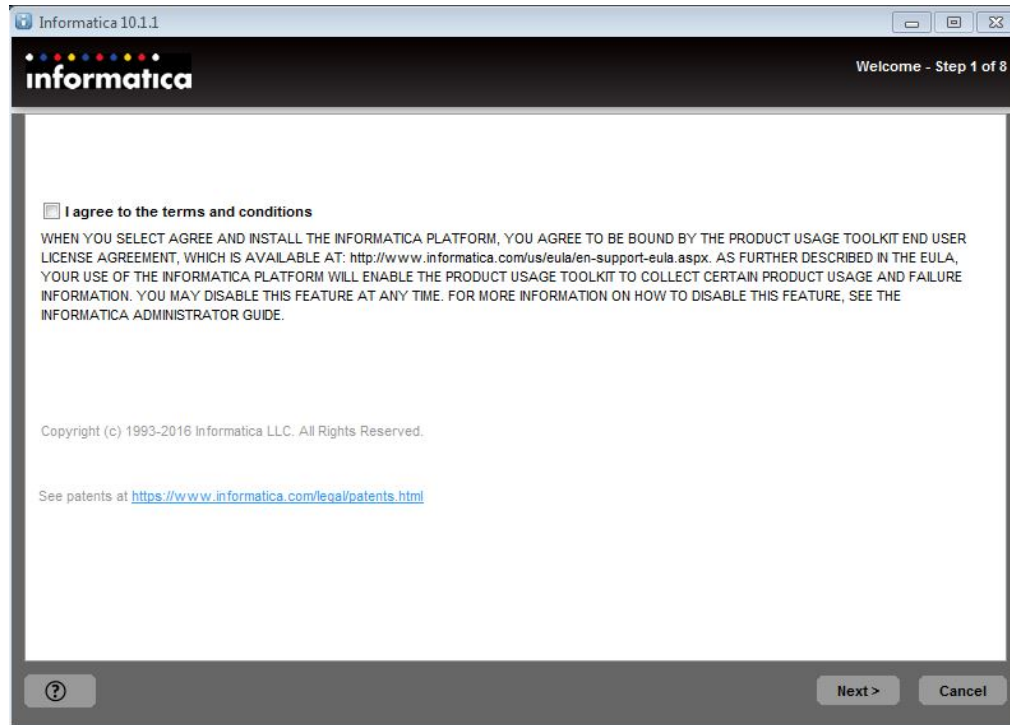 Informatica 10.1.1
informatica
Welcome - Step 1 of 8
I agree to the terms and conditions
WHEN YOU SELECT AGREE AND INSTALL THE INFORMATICA PLATFORM, YOU AGREE TO BE BOUND BY THE PRODUCT USAGE TOOLKIT END USER
LICENSE AGREEMENT, WHICH IS AVAILABLE AT: http://www.informatica.com/us/eula/en-support-eula.aspx. AS FURTHER DESCRIBED IN THE EULA,
YOUR USE OF THE INFORMATICA PLATFORM WILL ENABLE THE PRODUCT USAGE TOOLKIT TO COLLECT CERTAIN PRODUCT USAGE AND FAILURE
INFORMATION. YOU MAY DISABLE THIS FEATURE AT ANY TIME. FOR MORE INFORMATION ON HOW TO DISABLE THIS FEATURE, SEE THE
INFORMATICA ADMINISTRATOR GUIDE.
Copyright (c) 1993-2016 Informatica LLC. All Rights Reserved.
See patents at https://www.informatica.com/legal/patents.html
?
Next >
Cancel